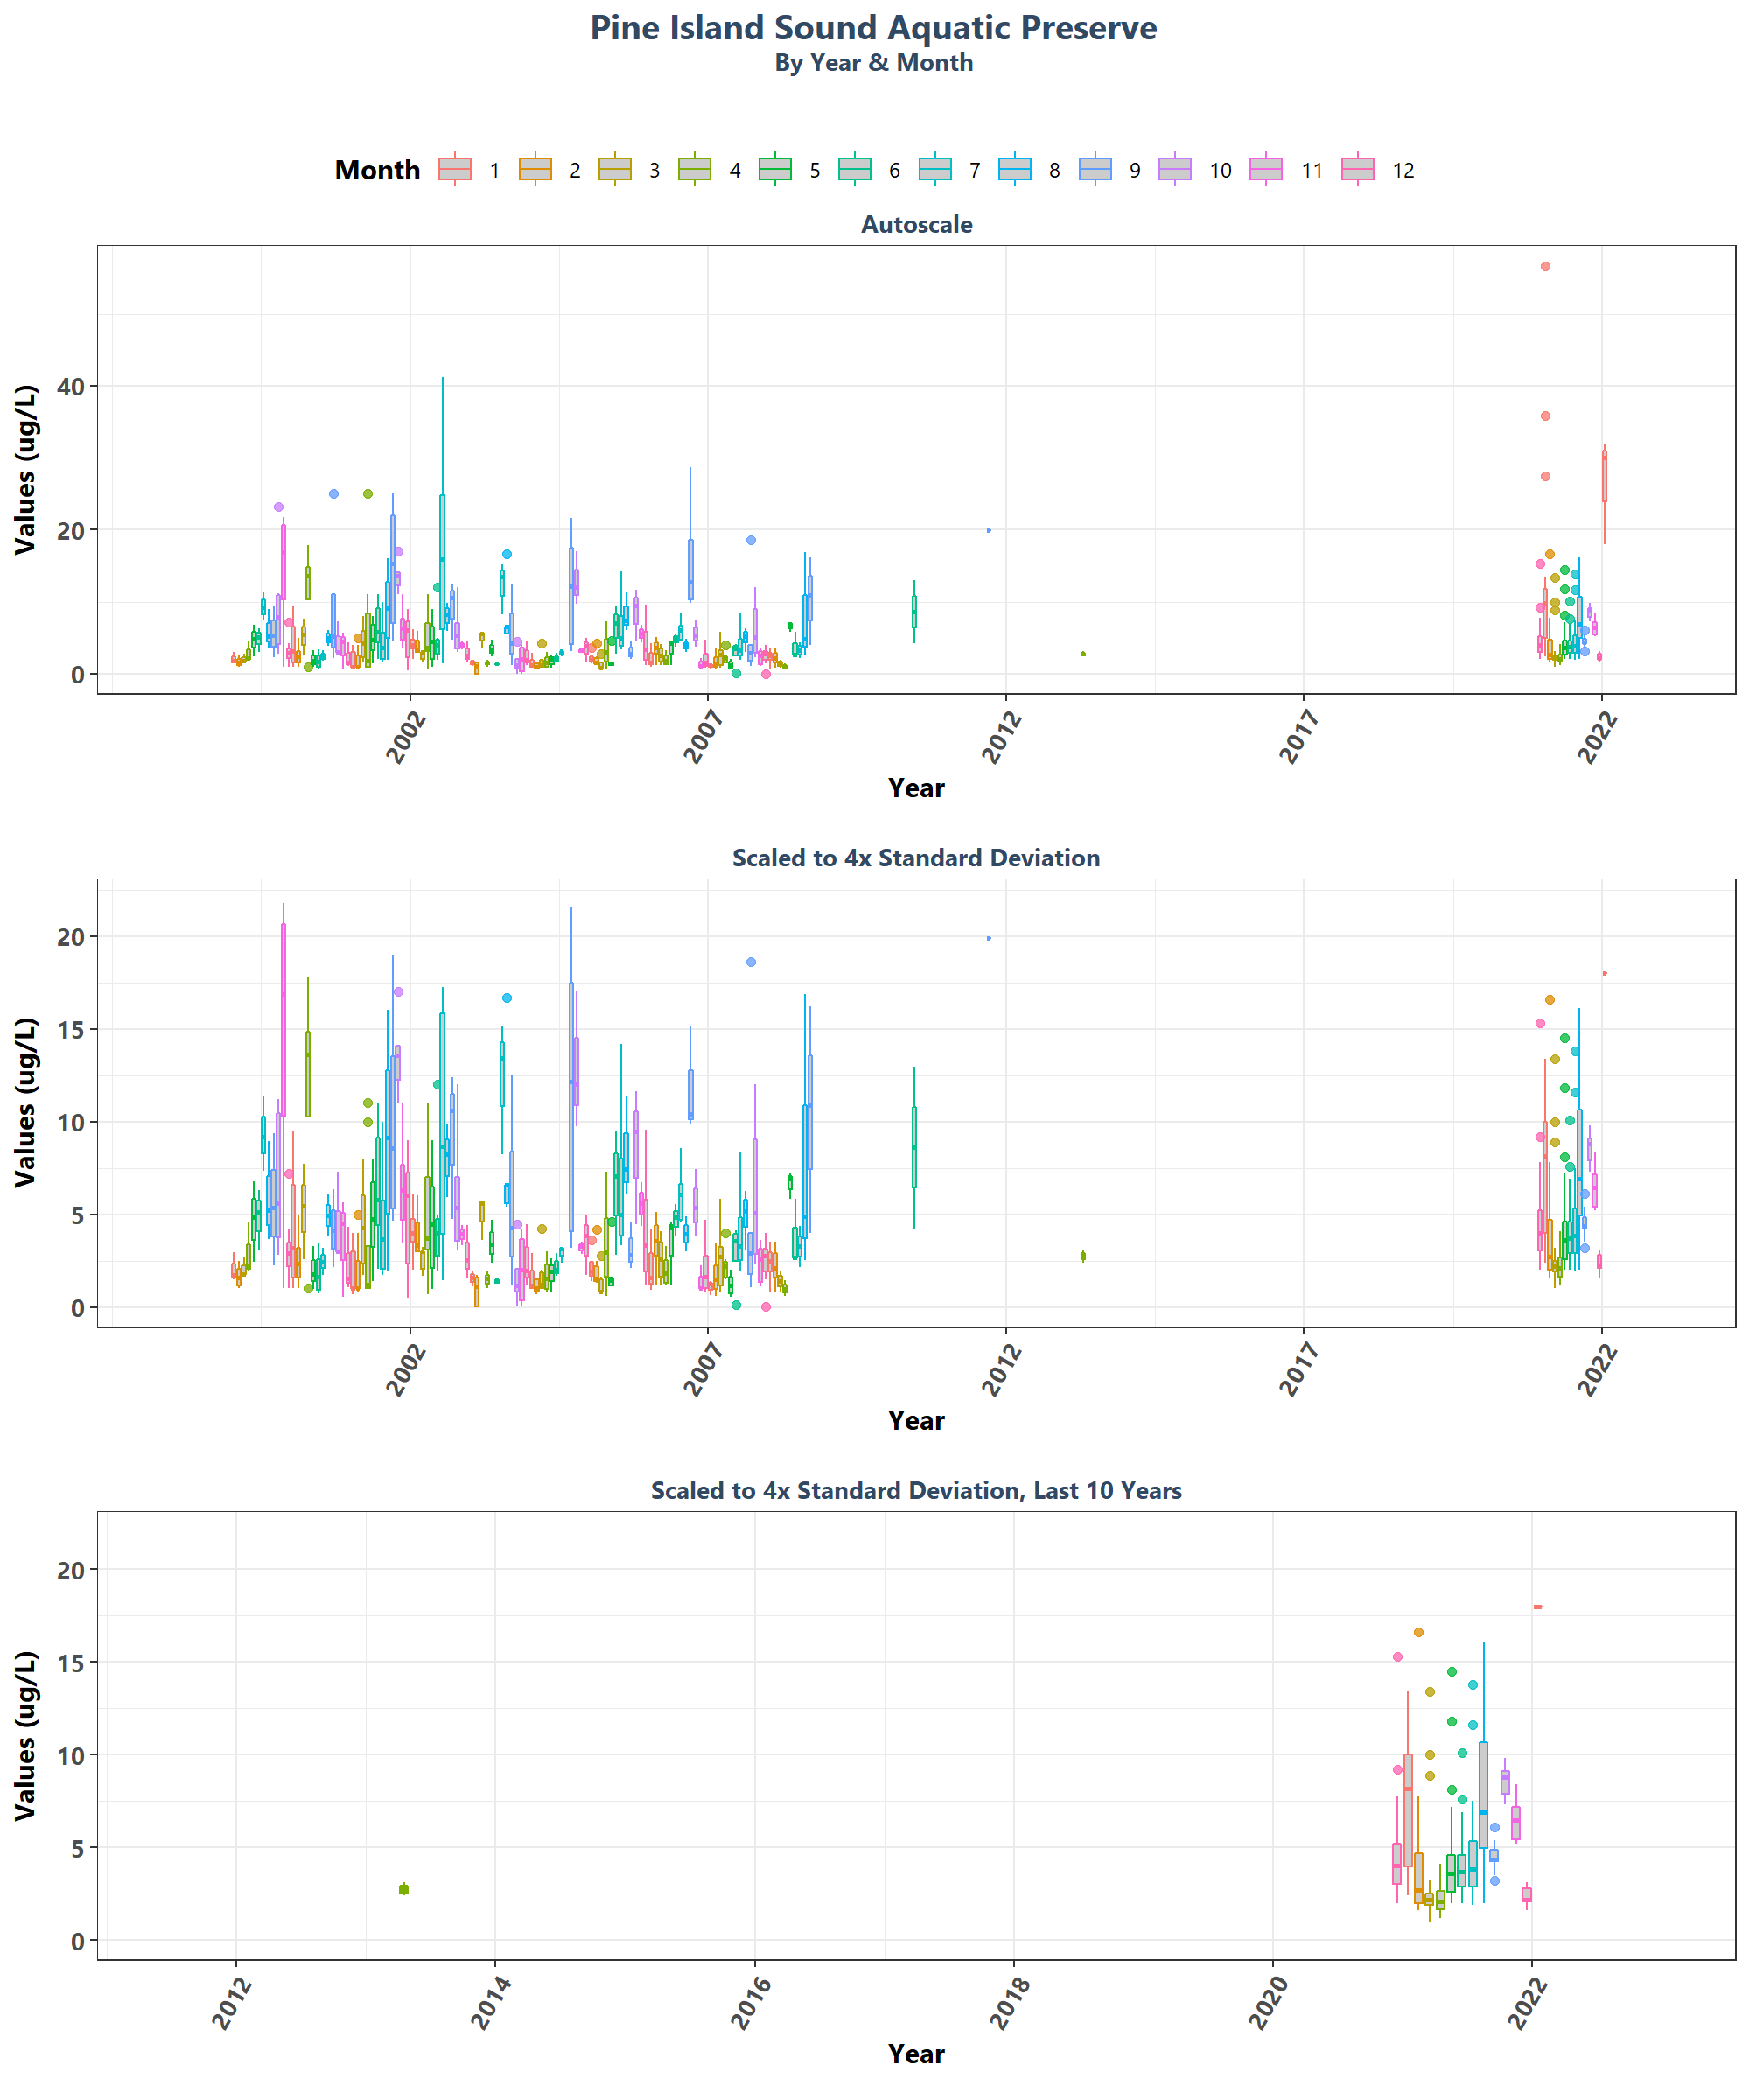 Pine Island Sound Aquatic Preserve
By Year & Month
Month 1 2 3 4 5 6 7 8 9 10 11 12
Autoscale
Values (ug/L)
40
20
0
2002 2007 2012 2017 2022
Year
Scaled to 4x Standard Deviation
Values (ug/L)
20
15
10
5
0
2002 2007 2012 2017 2022
Year
Scaled to 4x Standard Deviation, Last 10 Years
Values (ug/L)
20
15
10
5
0
2012 2014 2016 2018 2020 2022
Year